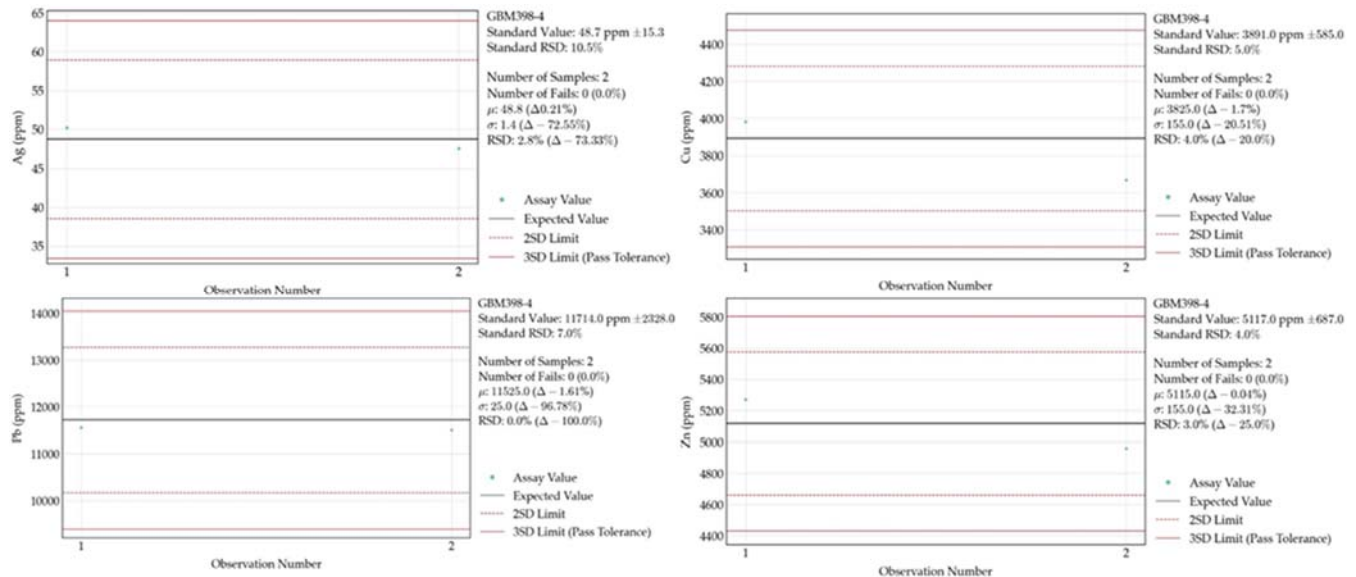 65
60
55
50
45
40
35
Ag (ppm)
1
2
Observation Number
GBM398-4
Standard Value: 48.7 ppm ±15.3
Standard RSD: 10.5%
Number of Samples: 2
Number of Fails: 0 (0.0%)
μ: 48.8 (Δ0.21%)
σ: 1.4 (Δ − 72.55%)
RSD: 2.8% (Δ − 73.33%)
Assay Value
Expected Value
2SD Limit
3SD Limit (Pass Tolerance)
4400
4200
4000
3800
3600
3400
Cu (ppm)
1
2
Observation Number
GBM398-4
Standard Value: 3891.0 ppm ±585.0
Standard RSD: 5.0%
Number of Samples: 2
Number of Fails: 0 (0.0%)
μ: 3825.0 (Δ − 1.7%)
σ: 155.0 (Δ − 20.51%)
RSD: 4.0% (Δ − 20.0%)
Assay Value
Expected Value
2SD Limit
3SD Limit (Pass Tolerance)
14000
13000
12000
11000
10000
Pb (ppm)
1
2
Observation Number
GBM398-4
Standard Value: 11714.0 ppm ±2328.0
Standard RSD: 7.0%
Number of Samples: 2
Number of Fails: 0 (0.0%)
μ: 11525.0 (Δ − 1.61%)
σ: 25.0 (Δ − 96.78%)
RSD: 0.0% (Δ − 100.0%)
Assay Value
Expected Value
2SD Limit
3SD Limit (Pass Tolerance)
5800
5600
5400
5200
5000
4800
4600
4400
Zn (ppm)
1
2
Observation Number
GBM398-4
Standard Value: 5117.0 ppm ±687.0
Standard RSD: 4.0%
Number of Samples: 2
Number of Fails: 0 (0.0%)
μ: 5115.0 (Δ − 0.04%)
σ: 155.0 (Δ − 32.31%)
RSD: 3.0% (Δ − 25.0%)
Assay Value
Expected Value
2SD Limit
3SD Limit (Pass Tolerance)